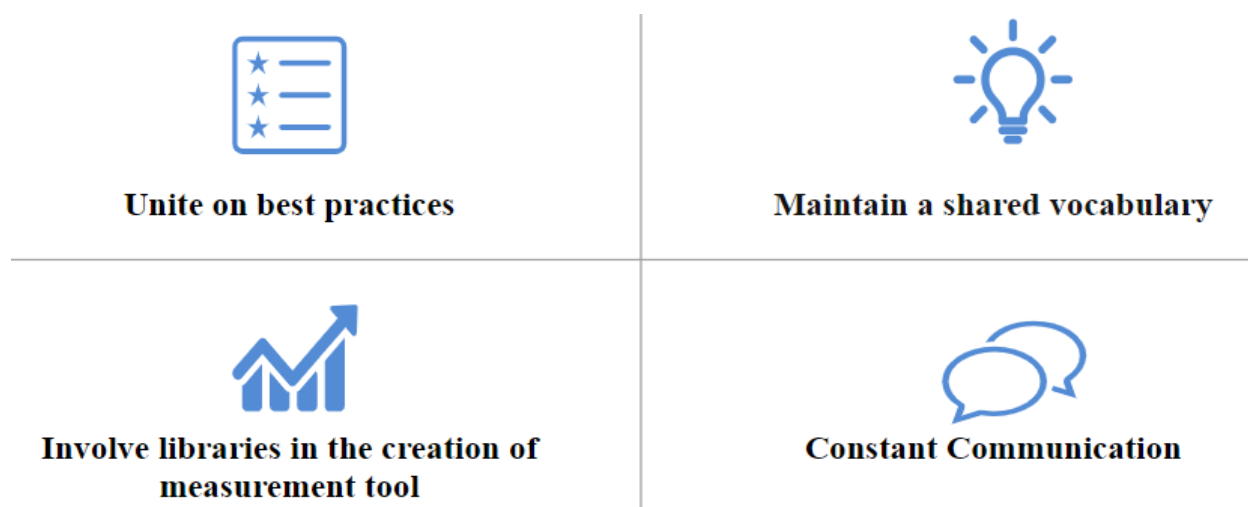 Unite on best practices
Maintain a shared vocabulary
Involve libraries in the creation of
measurement tool
Constant Communication